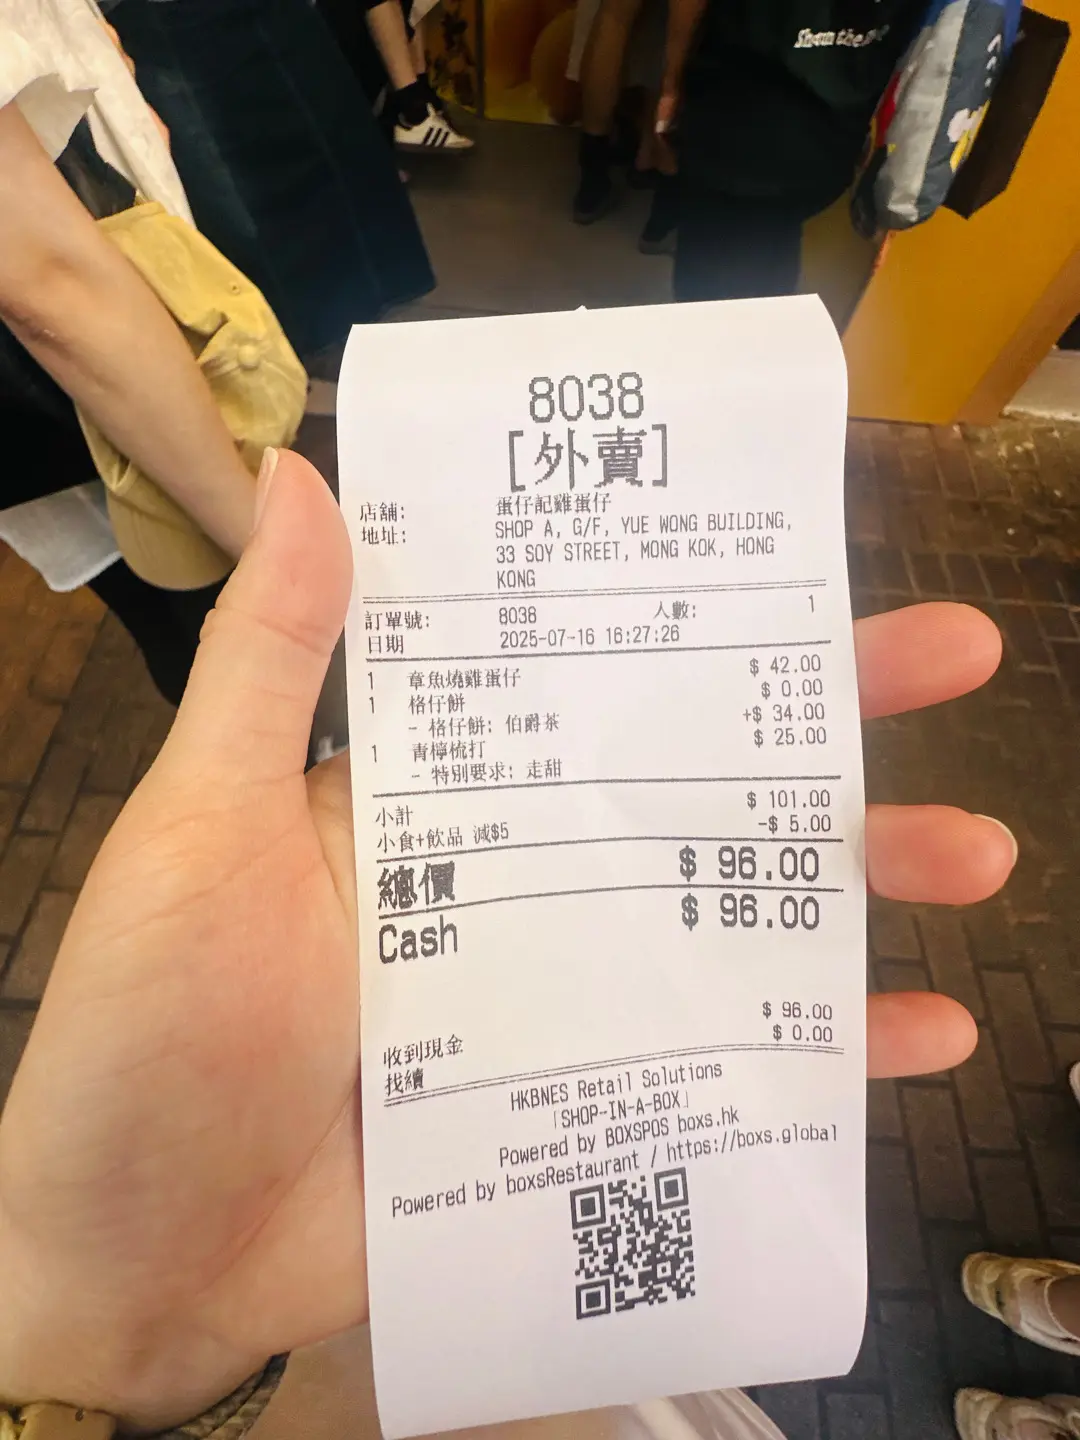 Sham the
8038
[外賣]
店舖: 蛋仔記雞蛋仔
地址: SHOP A, G/F, YUE WONG BUILDING,
33 SOY STREET, MONG KOK, HONG
KONG
訂單號: 8038 人數: 1
日期 2025-07-16 16:27:26
1 章魚燒雞蛋仔 $ 42.00
1 格仔餅 $ 0.00
- 格仔餅: 伯爵茶 +$ 34.00
1 青檸梳打 $ 25.00
- 特別要求: 走甜
小計 $ 101.00
小食+飲品 減$5 -$ 5.00
總價 $ 96.00
Cash $ 96.00
收到現金 $ 96.00
找續 $ 0.00
HKBNES Retail Solutions
「SHOP-IN-A-BOX」
Powered by BOXSPOS boxs.hk
Powered by boxsRestaurant / https://boxs.global